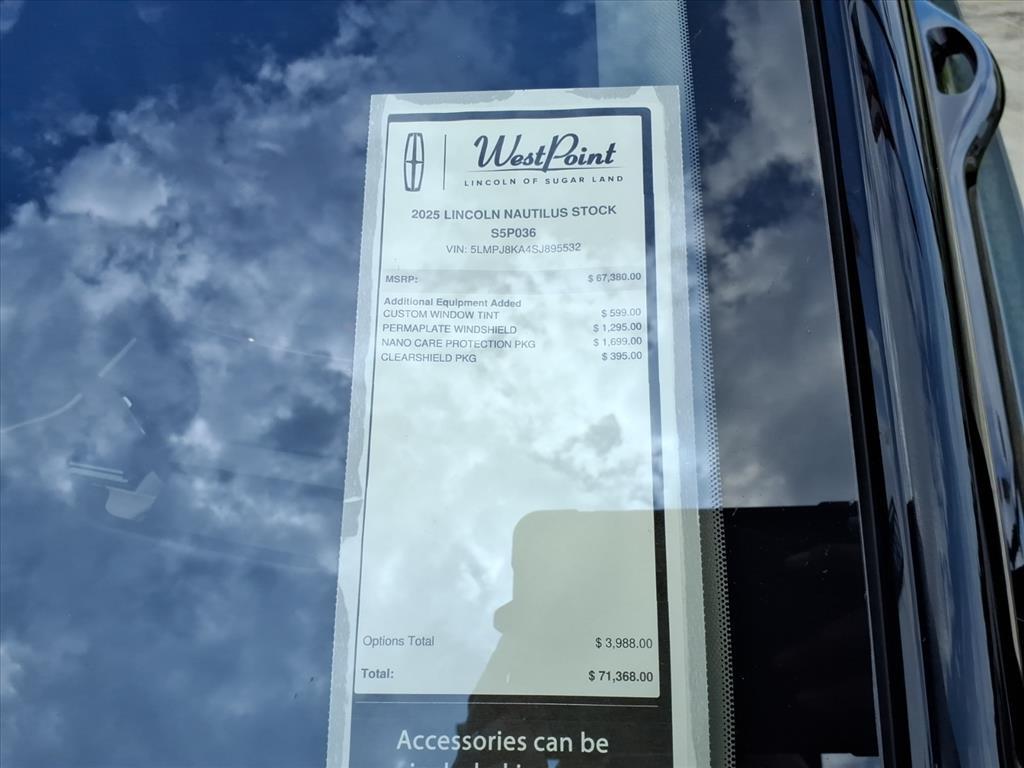 WestPoint
LINCOLN OF SUGAR LAND
2025 LINCOLN NAUTILUS STOCK
S5P036
VIN: 5LMPJ8KA4SJ895532
MSRP: $ 67,380.00
Additional Equipment Added
CUSTOM WINDOW TINT $ 599.00
PERMAPLATE WINDSHIELD $ 1,295.00
NANO CARE PROTECTION PKG $ 1,699.00
CLEARSHIELD PKG $ 395.00
Options Total $ 3,988.00
Total: $ 71,368.00
Accessories can be